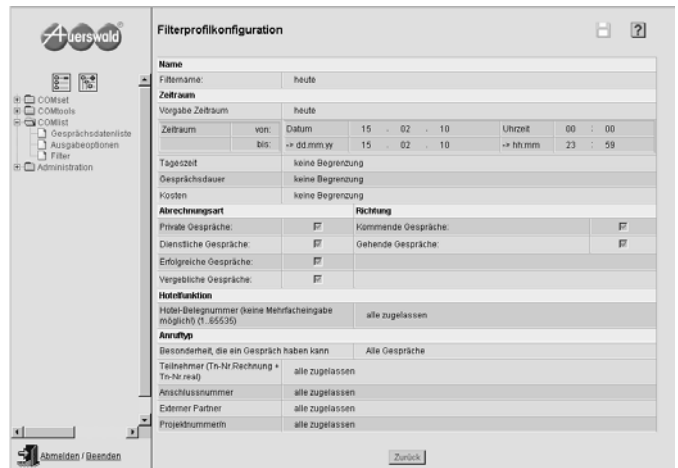 Auerswald
COMset
COMtools
COMlist
Gesprächsdatenliste
Ausgabeoptionen
Filter
Administration
Abmelden / Beenden
Filterprofilkonfiguration
?
Name
Filtername: heute
Zeitraum
Vorgabe Zeitraum heute
Zeitraum von: Datum 15 . 02 . 10 Uhrzeit 00 : 00
bis: -> dd.mm.yy 15 . 02 . 10 -> hh:mm 23 : 59
Tageszeit keine Begrenzung
Gesprächsdauer keine Begrenzung
Kosten keine Begrenzung
Abrechnungsart Richtung
Private Gespräche: Kommende Gespräche:
Dienstliche Gespräche: Gehende Gespräche:
Erfolgreiche Gespräche:
Vergebliche Gespräche:
Hotelfunktion
Hotel-Belegnummer (keine Mehrfacheingabe
möglich!) (1..65535) alle zugelassen
Anruftyp
Besonderheit, die ein Gespräch haben kann Alle Gespräche
Teilnehmer (Tn-Nr.Rechnung +
Tn-Nr.real) alle zugelassen
Anschlussnummer alle zugelassen
Externer Partner alle zugelassen
Projektnummer/n alle zugelassen
Zurück